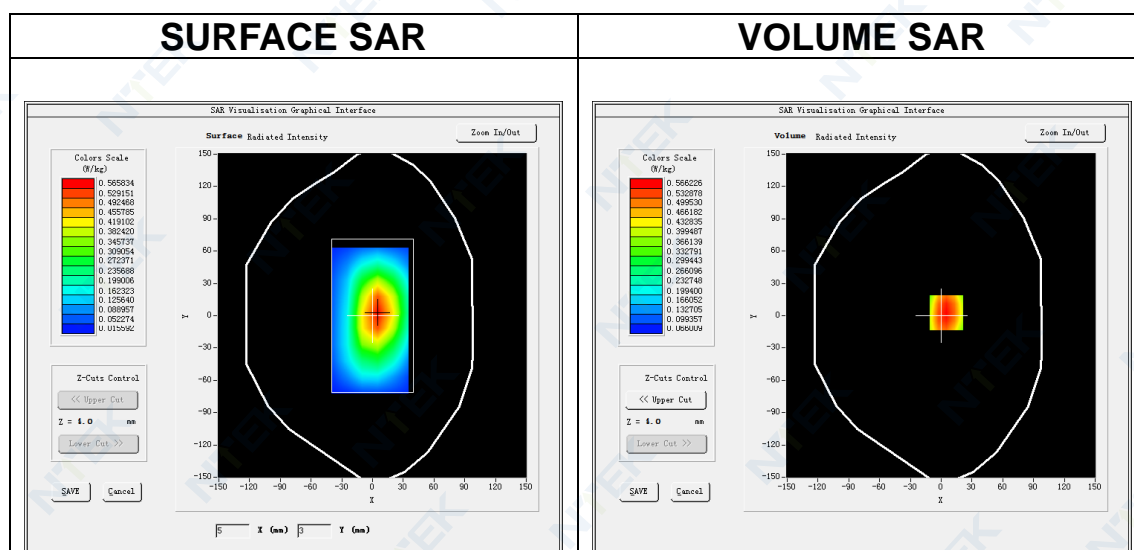 SURFACE SAR
VOLUME SAR
SAR Visualisation Graphical Interface
Surface Radiated Intensity
Zoom In/Out
Colors Scale
(W/kg)
0.565834
0.529151
0.492468
0.455785
0.419102
0.382420
0.345737
0.309054
0.272371
0.235688
0.199006
0.162323
0.125640
0.088957
0.052274
0.015592
Z-Cuts Control
<< Upper Cut
Z = 4.0 mm
Lower Cut >>
SAVE
Cancel
150
120
90
60
30
0
-30
-60
-90
-120
-150
Y
-150 -120 -90 -60 -30 0 30 60 90 120 150
X
5 X (mm) 3 Y (mm)
SAR Visualisation Graphical Interface
Volume Radiated Intensity
Zoom In/Out
Colors Scale
(W/kg)
0.566226
0.532878
0.499530
0.466182
0.432835
0.399487
0.366139
0.332791
0.299443
0.266096
0.232748
0.199400
0.166052
0.132705
0.099357
0.066009
Z-Cuts Control
<< Upper Cut
Z = 4.0 mm
Lower Cut >>
SAVE
Cancel
150
120
90
60
30
0
-30
-60
-90
-120
-150
Y
-150 -120 -90 -60 -30 0 30 60 90 120 150
X
NTEK